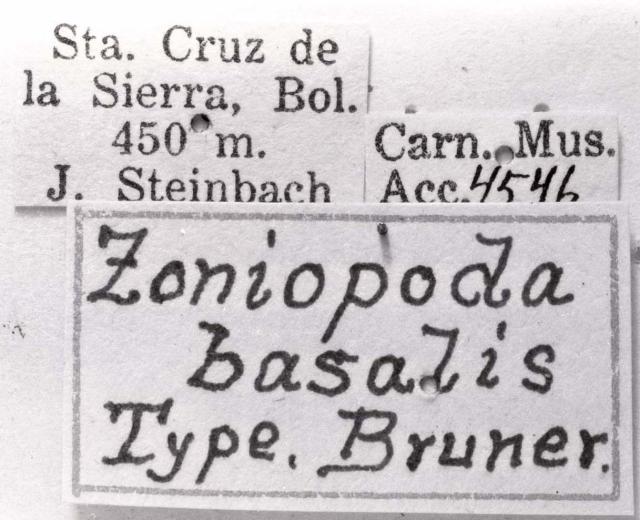 Sta. Cruz de
la Sierra, Bol.
450 m.
J. Steinbach
Carn. Mus.
Acc. 4546
Zoniopoda
basalis
Type. Bruner.